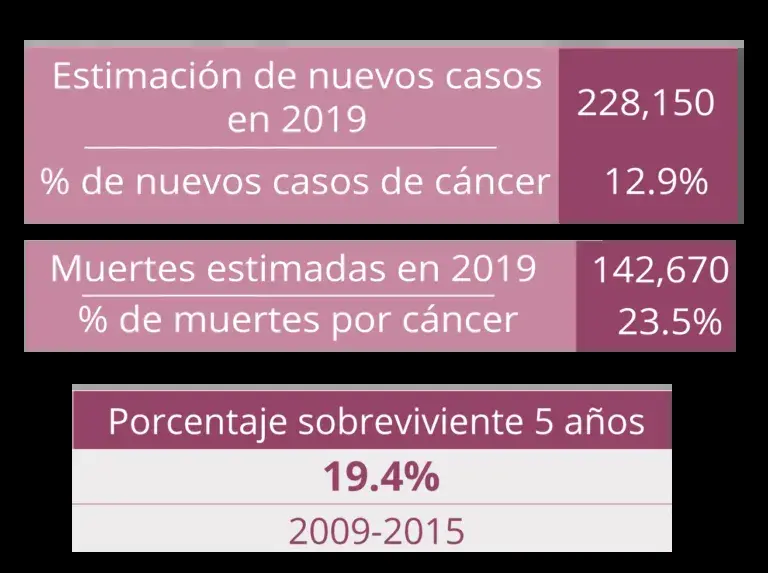 Estimación de nuevos casos
en 2019
228,150
% de nuevos casos de cáncer
12.9%
Muertes estimadas en 2019
142,670
% de muertes por cáncer
23.5%
Porcentaje sobreviviente 5 años
19.4%
2009-2015